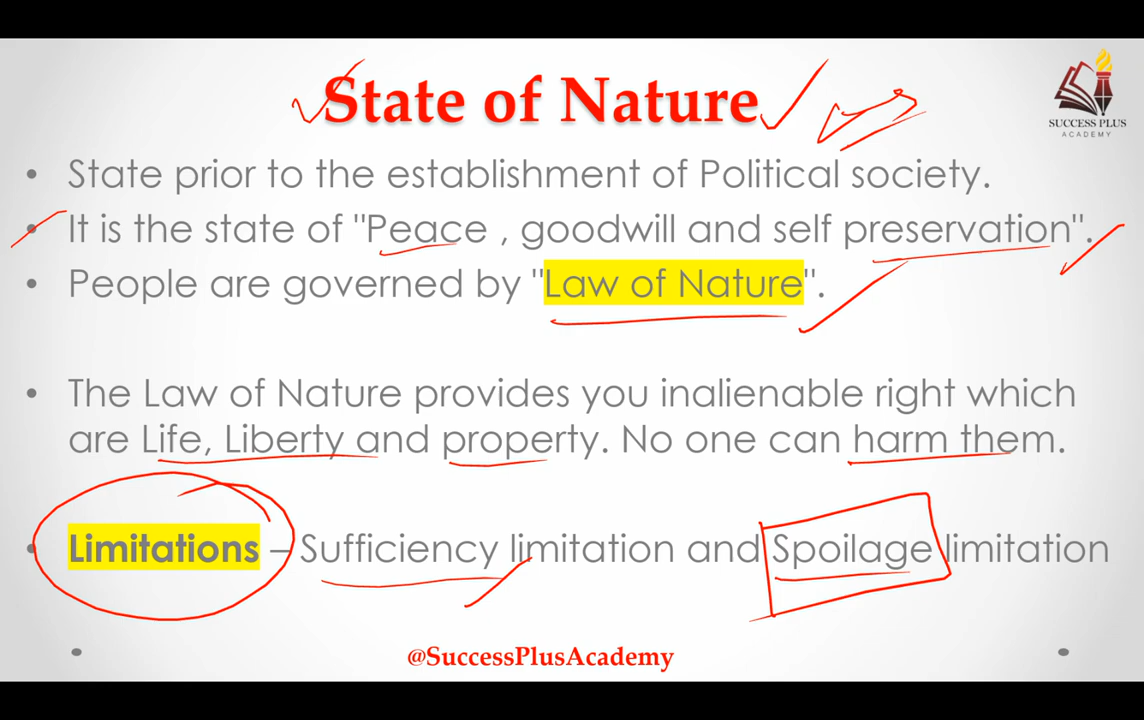 State of Nature
SUCCESS PLUS
ACADEMY
• State prior to the establishment of Political society.
• It is the state of "Peace , goodwill and self preservation".
• People are governed by "Law of Nature".
• The Law of Nature provides you inalienable right which
are Life, Liberty and property. No one can harm them.
• Limitations – Sufficiency limitation and Spoilage limitation
@SuccessPlusAcademy